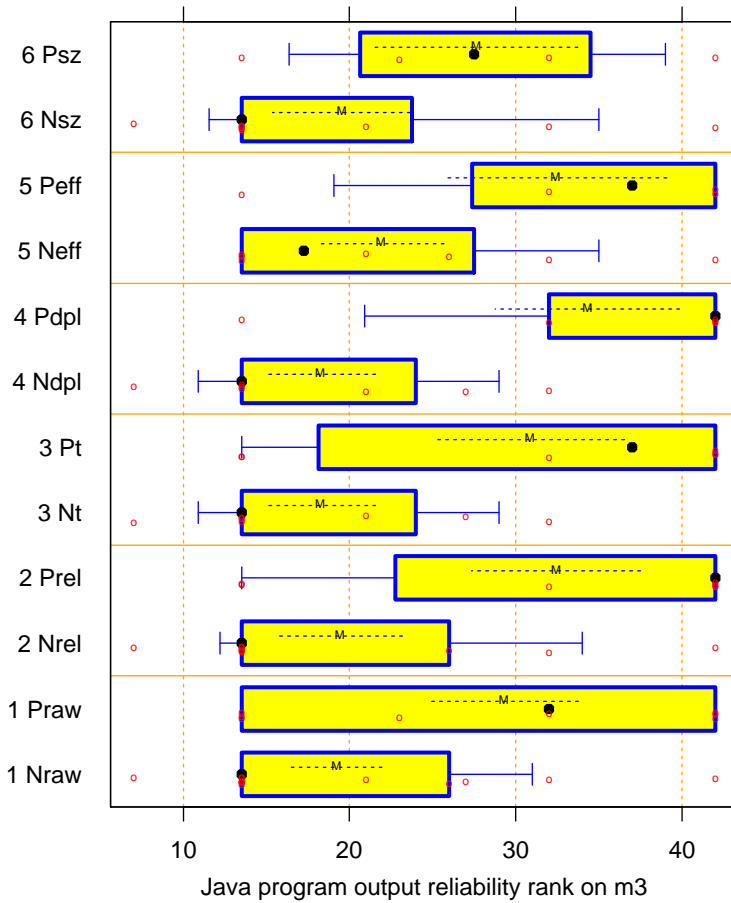 6 Psz
M
6 Nsz
M
5 Peff
M
5 Neff
M
4 Pdpl
M
4 Ndpl
M
3 Pt
M
3 Nt
M
2 Prel
M
2 Nrel
M
1 Praw
M
1 Nraw
M
10 20 30 40
Java program output reliability rank on m3